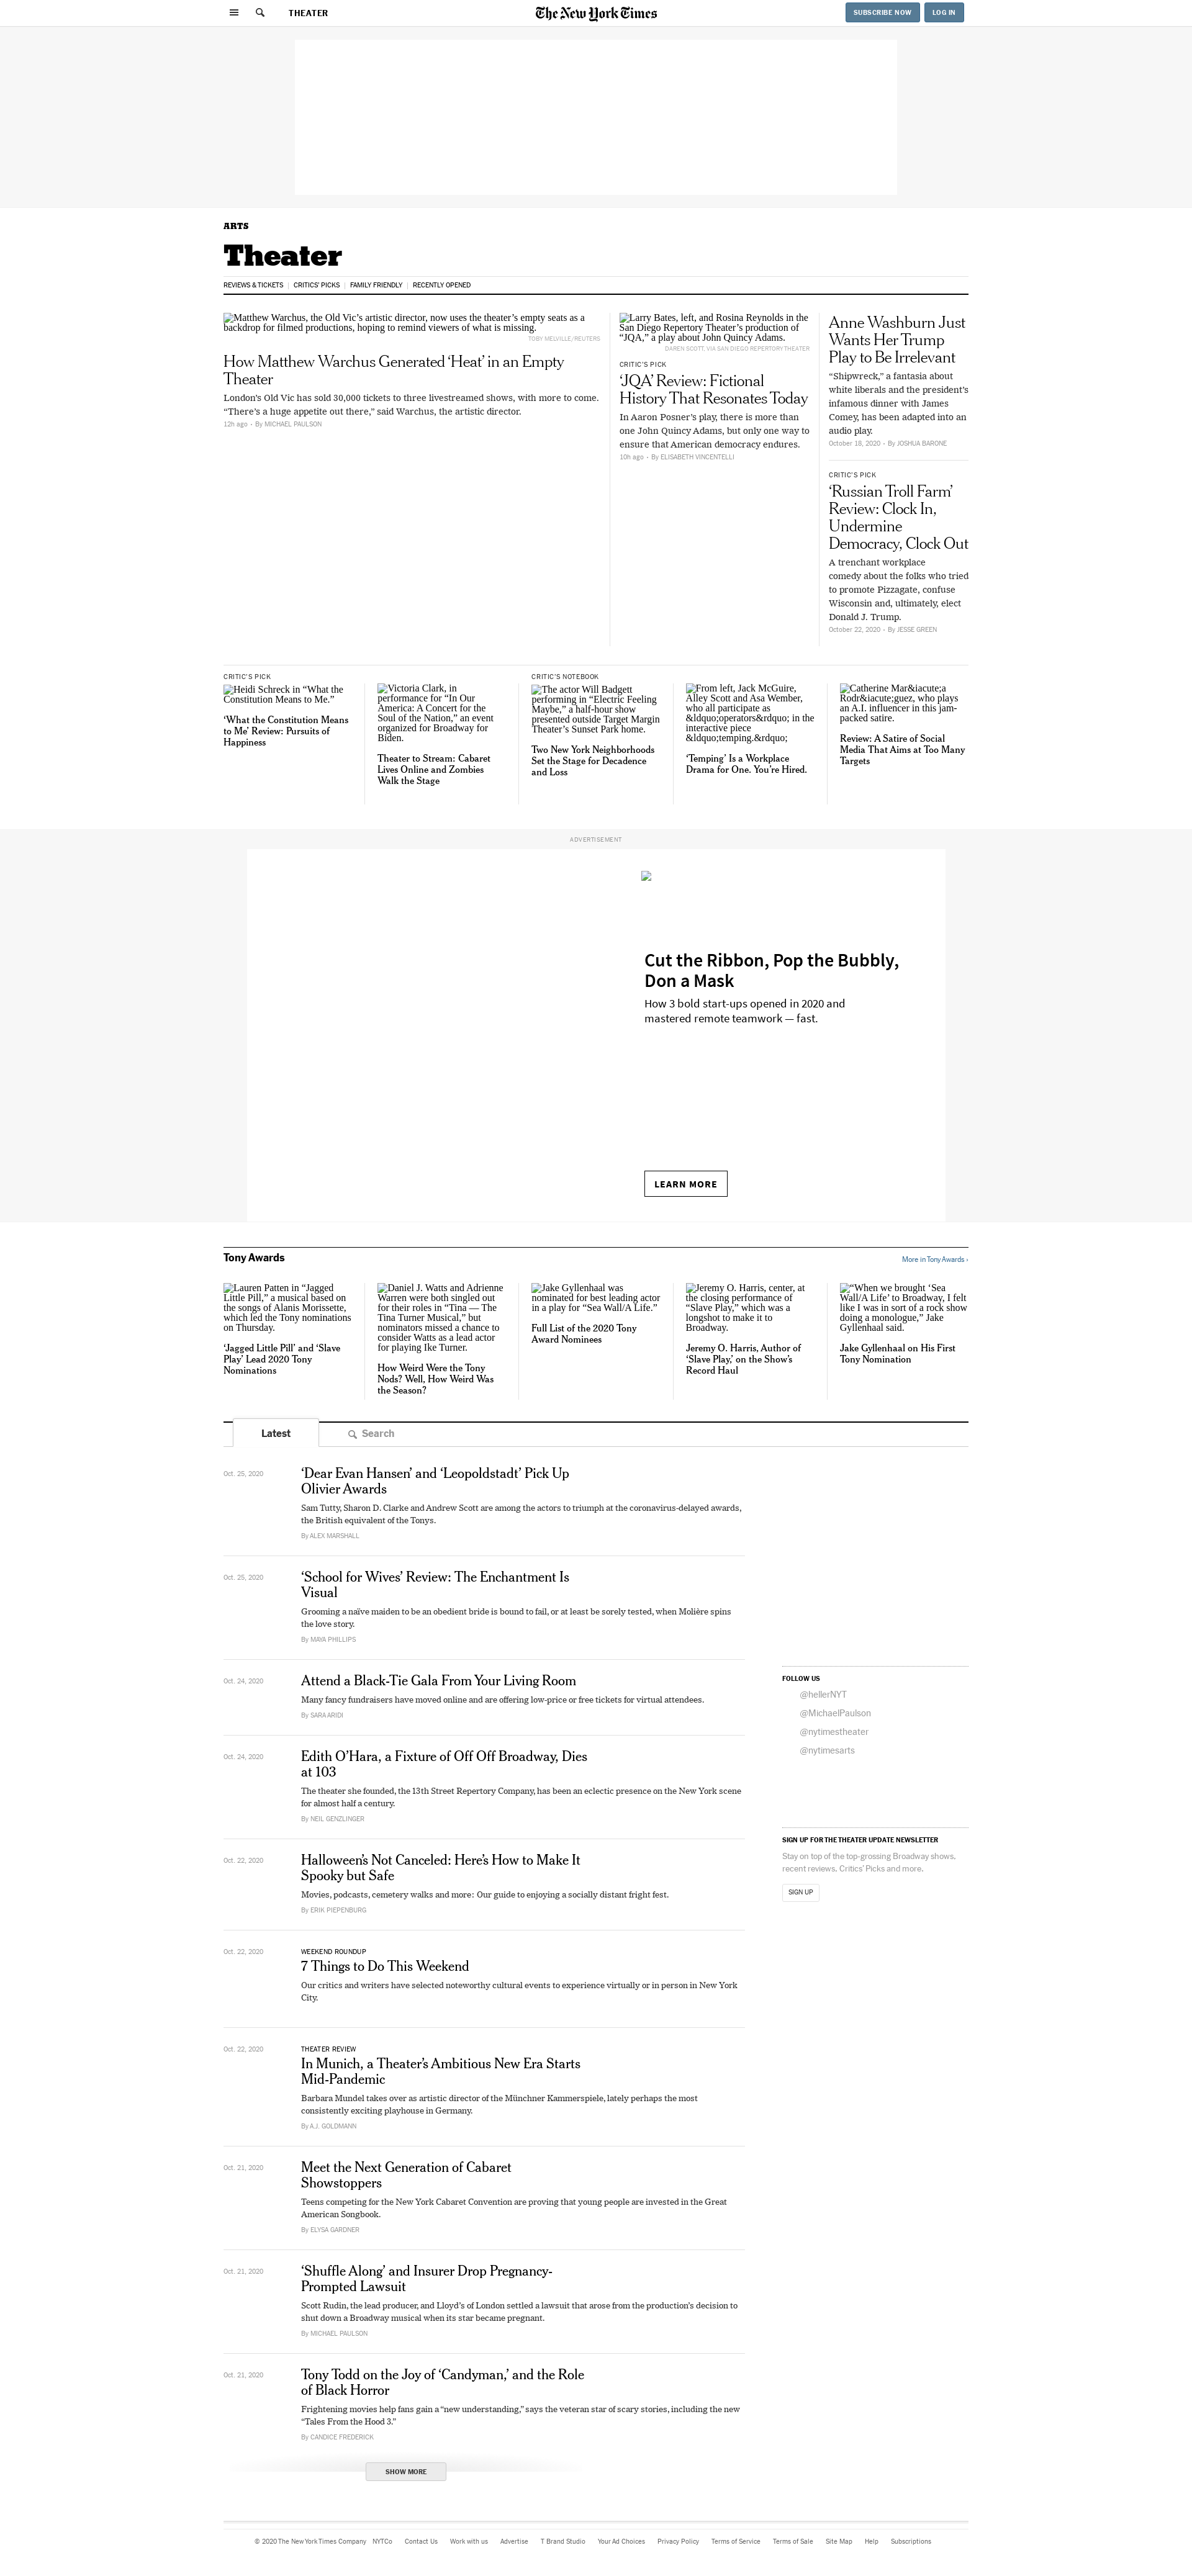 THEATER
The New York Times
SUBSCRIBE NOW
LOG IN
ARTS
Theater
REVIEWS & TICKETS
CRITICS' PICKS
FAMILY FRIENDLY
RECENTLY OPENED
Matthew Warchus, the Old Vic’s artistic director, now uses the theater’s empty seats as a
backdrop for filmed productions, hoping to remind viewers of what is missing.
TOBY MELVILLE/REUTERS
How Matthew Warchus Generated ‘Heat’ in an Empty
Theater
London’s Old Vic has sold 30,000 tickets to three livestreamed shows, with more to come.
“There’s a huge appetite out there,” said Warchus, the artistic director.
12h ago • By MICHAEL PAULSON
Larry Bates, left, and Rosina Reynolds in the
San Diego Repertory Theater’s production of
“JQA,” a play about John Quincy Adams.
DAREN SCOTT, VIA SAN DIEGO REPERTORY THEATER
CRITIC’S PICK
‘JQA’ Review: Fictional
History That Resonates Today
In Aaron Posner’s play, there is more than
one John Quincy Adams, but only one way to
ensure that American democracy endures.
10h ago • By ELISABETH VINCENTELLI
Anne Washburn Just
Wants Her Trump
Play to Be Irrelevant
“Shipwreck,” a fantasia about
white liberals and the president’s
infamous dinner with James
Comey, has been adapted into an
audio play.
October 18, 2020 • By JOSHUA BARONE
CRITIC’S PICK
‘Russian Troll Farm’
Review: Clock In,
Undermine
Democracy, Clock Out
A trenchant workplace
comedy about the folks who tried
to promote Pizzagate, confuse
Wisconsin and, ultimately, elect
Donald J. Trump.
October 22, 2020 • By JESSE GREEN
CRITIC’S PICK
Heidi Schreck in “What the
Constitution Means to Me.”
‘What the Constitution Means
to Me’ Review: Pursuits of
Happiness
Victoria Clark, in
performance for “In Our
America: A Concert for the
Soul of the Nation,” an event
organized for Broadway for
Biden.
Theater to Stream: Cabaret
Lives Online and Zombies
Walk the Stage
CRITIC’S NOTEBOOK
The actor Will Badgett
performing in “Electric Feeling
Maybe,” a half-hour show
presented outside Target Margin
Theater’s Sunset Park home.
Two New York Neighborhoods
Set the Stage for Decadence
and Loss
From left, Jack McGuire,
Alley Scott and Asa Wember,
who all participate as
&ldquo;operators&rdquo; in the
interactive piece
&ldquo;temping.&rdquo;
‘Temping’ Is a Workplace
Drama for One. You’re Hired.
Catherine Mar&iacute;a
Rodr&iacute;guez, who plays
an A.I. influencer in this jam-
packed satire.
Review: A Satire of Social
Media That Aims at Too Many
Targets
ADVERTISEMENT
Cut the Ribbon, Pop the Bubbly,
Don a Mask
How 3 bold start-ups opened in 2020 and
mastered remote teamwork — fast.
LEARN MORE
Tony Awards
More in Tony Awards ›
Lauren Patten in “Jagged
Little Pill,” a musical based on
the songs of Alanis Morissette,
which led the Tony nominations
on Thursday.
‘Jagged Little Pill’ and ‘Slave
Play’ Lead 2020 Tony
Nominations
Daniel J. Watts and Adrienne
Warren were both singled out
for their roles in “Tina — The
Tina Turner Musical,” but
nominators missed a chance to
consider Watts as a lead actor
for playing Ike Turner.
How Weird Were the Tony
Nods? Well, How Weird Was
the Season?
Jake Gyllenhaal was
nominated for best leading actor
in a play for “Sea Wall/A Life.”
Full List of the 2020 Tony
Award Nominees
Jeremy O. Harris, center, at
the closing performance of
“Slave Play,” which was a
longshot to make it to
Broadway.
Jeremy O. Harris, Author of
‘Slave Play,’ on the Show’s
Record Haul
“When we brought ‘Sea
Wall/A Life’ to Broadway, I felt
like I was in sort of a rock show
doing a monologue,” Jake
Gyllenhaal said.
Jake Gyllenhaal on His First
Tony Nomination
Latest
Search
Oct. 25, 2020
‘Dear Evan Hansen’ and ‘Leopoldstadt’ Pick Up
Olivier Awards
Sam Tutty, Sharon D. Clarke and Andrew Scott are among the actors to triumph at the coronavirus-delayed awards,
the British equivalent of the Tonys.
By ALEX MARSHALL
Oct. 25, 2020
‘School for Wives’ Review: The Enchantment Is
Visual
Grooming a naïve maiden to be an obedient bride is bound to fail, or at least be sorely tested, when Molière spins
the love story.
By MAYA PHILLIPS
Oct. 24, 2020
Attend a Black-Tie Gala From Your Living Room
Many fancy fundraisers have moved online and are offering low-price or free tickets for virtual attendees.
By SARA ARIDI
Oct. 24, 2020
Edith O’Hara, a Fixture of Off Off Broadway, Dies
at 103
The theater she founded, the 13th Street Repertory Company, has been an eclectic presence on the New York scene
for almost half a century.
By NEIL GENZLINGER
Oct. 22, 2020
Halloween’s Not Canceled: Here’s How to Make It
Spooky but Safe
Movies, podcasts, cemetery walks and more: Our guide to enjoying a socially distant fright fest.
By ERIK PIEPENBURG
Oct. 22, 2020
WEEKEND ROUNDUP
7 Things to Do This Weekend
Our critics and writers have selected noteworthy cultural events to experience virtually or in person in New York
City.
Oct. 22, 2020
THEATER REVIEW
In Munich, a Theater’s Ambitious New Era Starts
Mid-Pandemic
Barbara Mundel takes over as artistic director of the Münchner Kammerspiele, lately perhaps the most
consistently exciting playhouse in Germany.
By A.J. GOLDMANN
Oct. 21, 2020
Meet the Next Generation of Cabaret
Showstoppers
Teens competing for the New York Cabaret Convention are proving that young people are invested in the Great
American Songbook.
By ELYSA GARDNER
Oct. 21, 2020
‘Shuffle Along’ and Insurer Drop Pregnancy-
Prompted Lawsuit
Scott Rudin, the lead producer, and Lloyd’s of London settled a lawsuit that arose from the production’s decision to
shut down a Broadway musical when its star became pregnant.
By MICHAEL PAULSON
Oct. 21, 2020
Tony Todd on the Joy of ‘Candyman,’ and the Role
of Black Horror
Frightening movies help fans gain a “new understanding,” says the veteran star of scary stories, including the new
“Tales From the Hood 3.”
By CANDICE FREDERICK
SHOW MORE
FOLLOW US
@hellerNYT
@MichaelPaulson
@nytimestheater
@nytimesarts
SIGN UP FOR THE THEATER UPDATE NEWSLETTER
Stay on top of the top-grossing Broadway shows,
recent reviews, Critics’ Picks and more.
SIGN UP
© 2020 The New York Times Company NYTCo Contact Us Work with us Advertise T Brand Studio Your Ad Choices Privacy Policy Terms of Service Terms of Sale Site Map Help Subscriptions